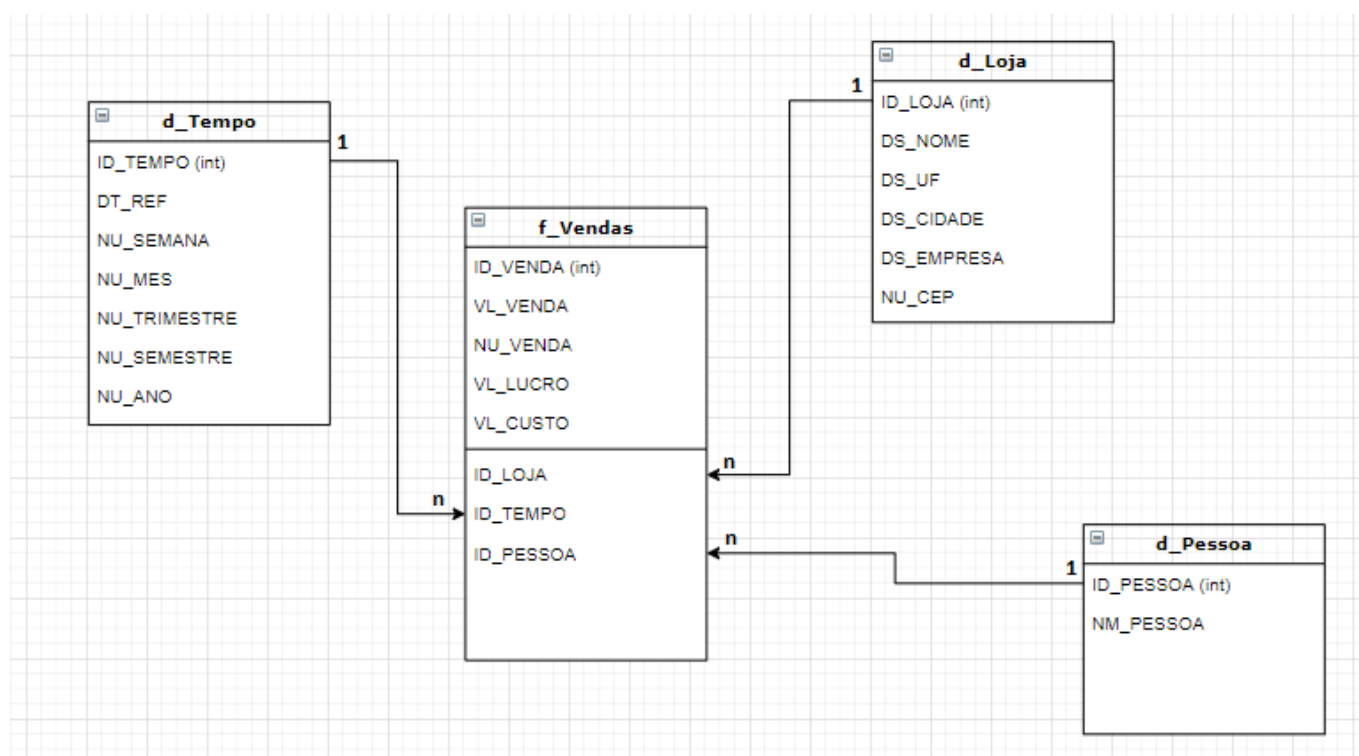 d_Tempo
1
ID_TEMPO (int)
DT_REF
NU_SEMANA
NU_MES
NU_TRIMESTRE
NU_SEMESTRE
NU_ANO
n
f_Vendas
ID_VENDA (int)
VL_VENDA
NU_VENDA
VL_LUCRO
VL_CUSTO
ID_LOJA
ID_TEMPO
ID_PESSOA
n
n
d_Loja
1
ID_LOJA (int)
DS_NOME
DS_UF
DS_CIDADE
DS_EMPRESA
NU_CEP
d_Pessoa
1
ID_PESSOA (int)
NM_PESSOA